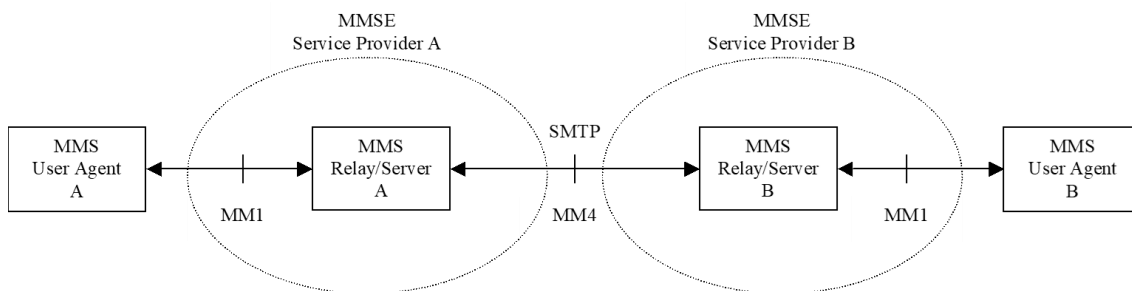 MMSE
Service Provider A
MMSE
Service Provider B
MMS
User Agent
A
MM1
MMS
Relay/Server
A
SMTP
MM4
MMS
Relay/Server
B
MM1
MMS
User Agent
B